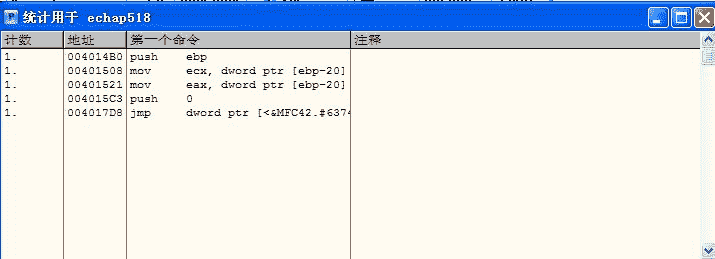 统计用于 echap518
计数 地址 第一个命令 注释
1. 004014B0 push ebp
1. 00401508 mov ecx, dword ptr [ebp-20]
1. 00401521 mov eax, dword ptr [ebp-20]
1. 004015C3 push 0
1. 004017D8 jmp dword ptr [<&MFC42.#6374